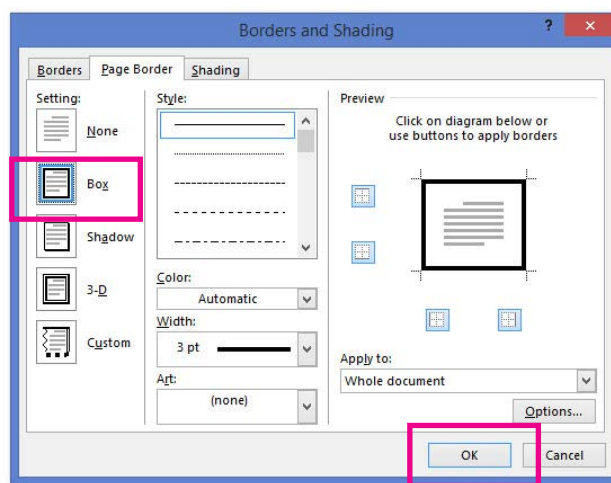 Borders and Shading
? ×
Borders Page Border Shading
Setting:
None
Box
Shadow
3-D
Custom
Style:
Color:
Automatic
Width:
3 pt
Art:
(none)
Preview
Click on diagram below or
use buttons to apply borders
Apply to:
Whole document
Options...
OK Cancel